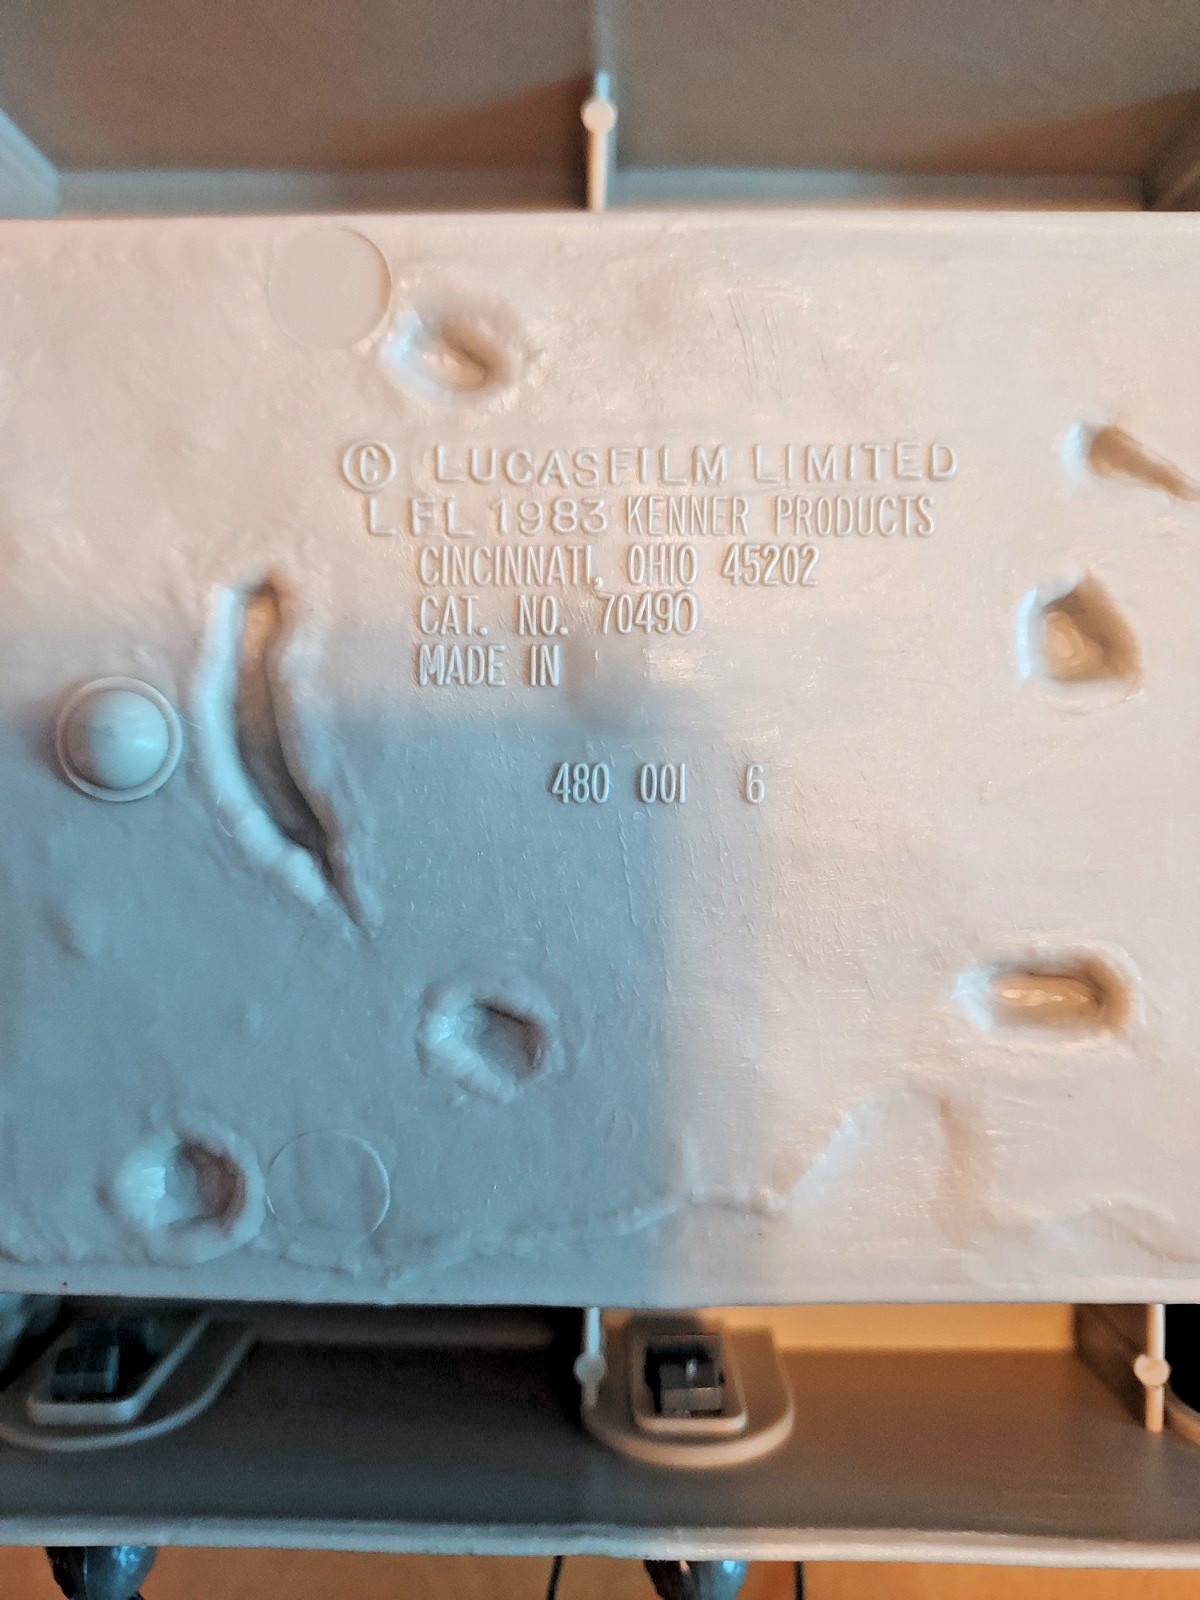 © LUCASFILM LIMITED
LFL 1983 KENNER PRODUCTS
CINCINNATI, OHIO 45202
CAT. NO. 70490
MADE IN
480 001 6